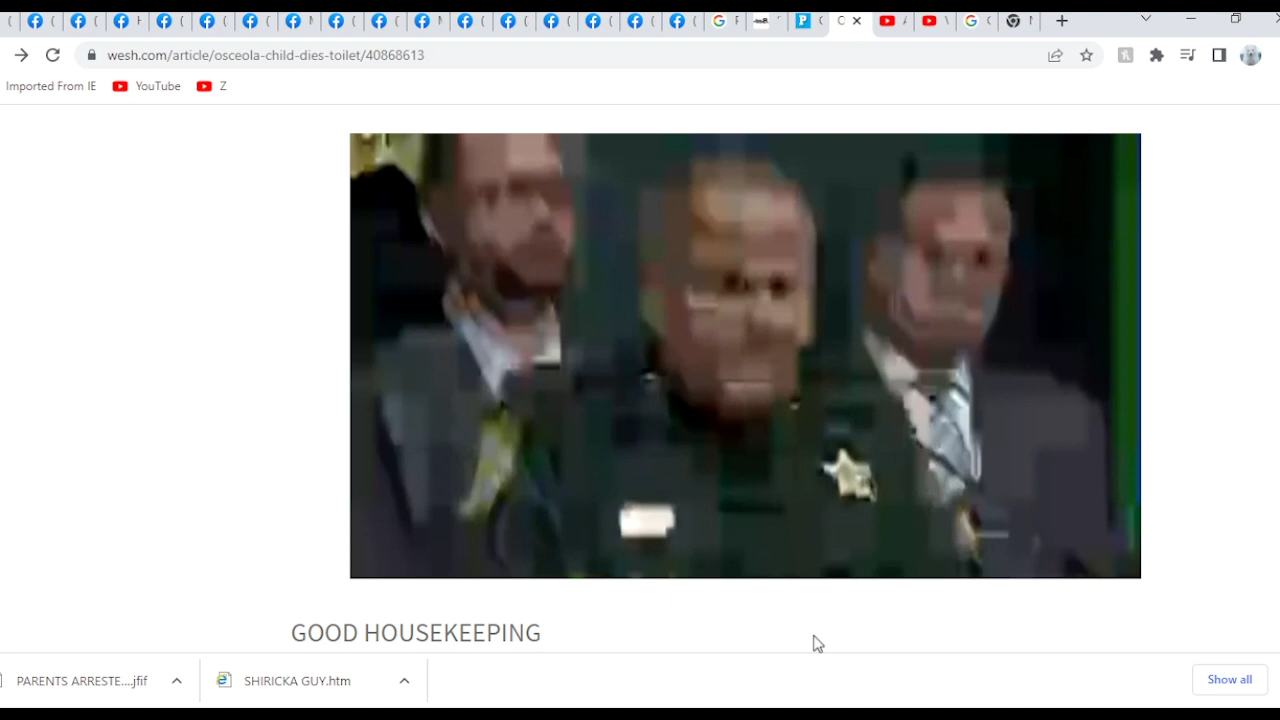 wesh.com/article/osceola-child-dies-toilet/40868613
Imported From IE YouTube Z
GOOD HOUSEKEEPING
PARENTS ARRESTE....jfif SHIRICKA GUY.htm Show all